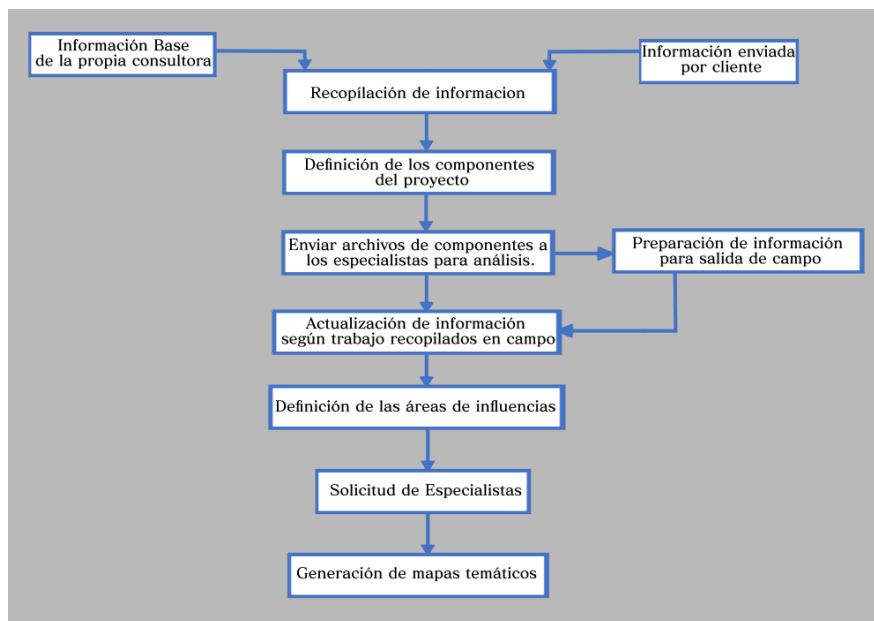 Información Base
de la propia consultora
Información enviada
por cliente
Recopílación de informacion
Definición de los componentes
del proyecto
Enviar archivos de componentes a
los especialistas para análisis.
Preparación de información
para salida de campo
Actualización de información
según trabajo recopilados en campo
Definición de las áreas de influencias
Solicitud de Especialistas
Generación de mapas temáticos